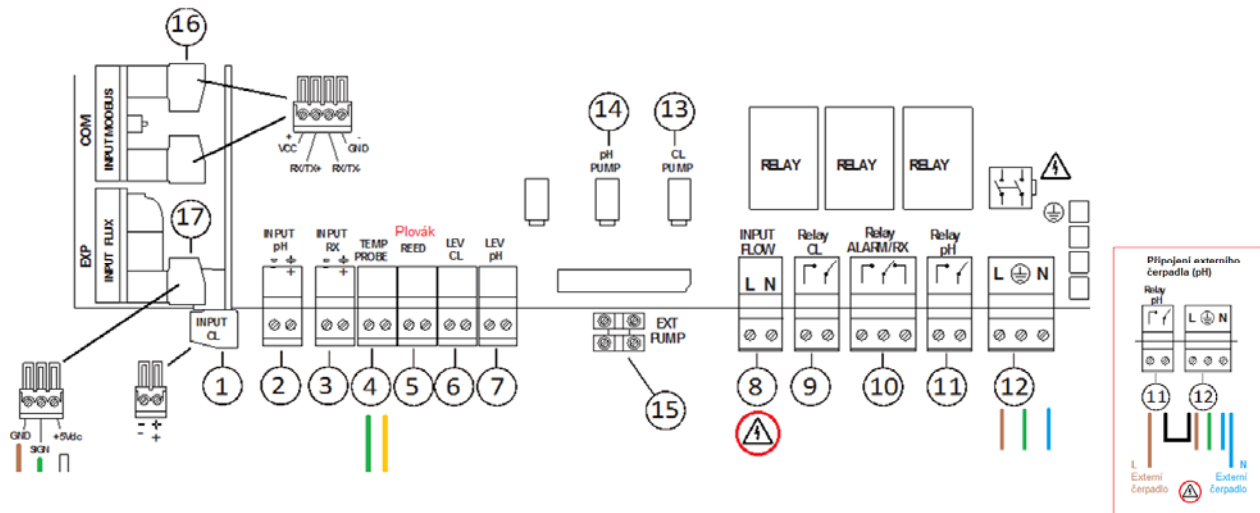 16
COM
INPUT MODBUS
+
VCC
RX/TX+
RX/TX-
-
GND
EXP
INPUT FLUX
17
INPUT
CL
1
GND
SIGN
+5Vdc
-
+
-
+
INPUT
pH
-
+
2
INPUT
RX
-
+
3
TEMP
PROBE
4
Plovák
REED
5
LEV
CL
6
LEV
pH
7
14
pH
PUMP
13
CL
PUMP
EXT
PUMP
15
RELAY
RELAY
RELAY
INPUT
FLOW
L N
8
Relay
CL
9
Relay
ALARM/RX
10
Relay
pH
11
L N
12
Připojení externího
čerpadla (pH)
Relay
pH
L N
11
12
L
Externí
čerpadlo
N
Externí
čerpadlo